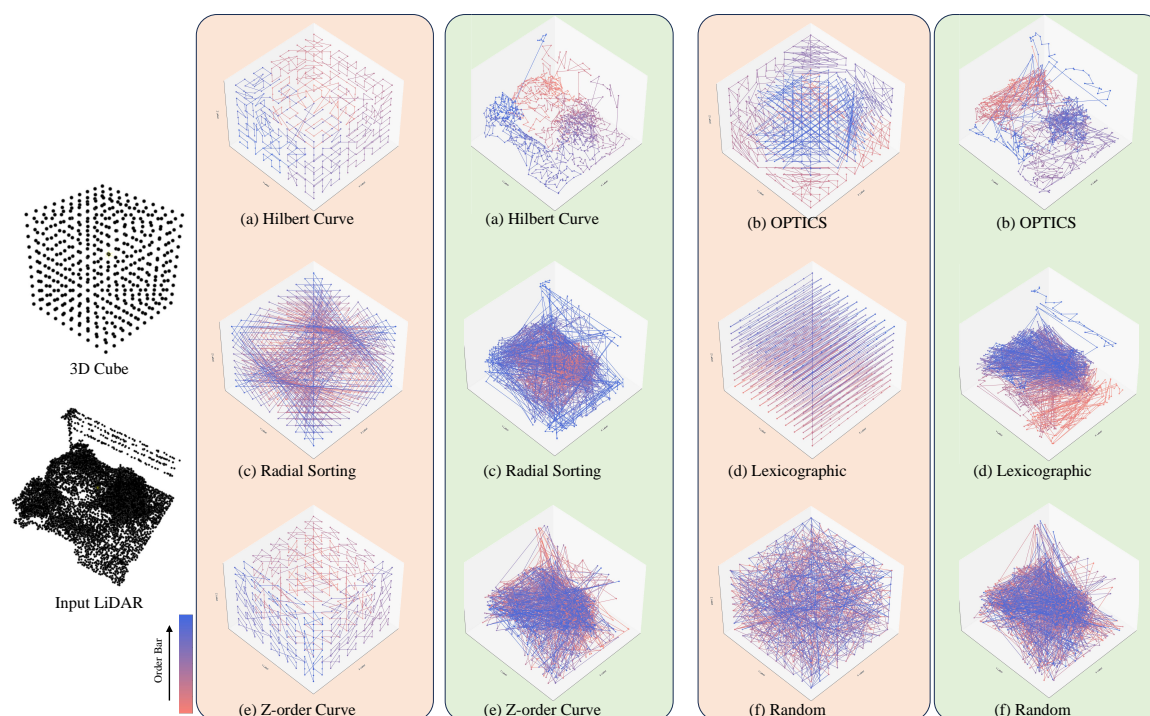 (a) Hilbert Curve
(a) Hilbert Curve
(b) OPTICS
(b) OPTICS
3D Cube
(c) Radial Sorting
(c) Radial Sorting
(d) Lexicographic
(d) Lexicographic
Input LiDAR
Order Bar
(e) Z-order Curve
(e) Z-order Curve
(f) Random
(f) Random